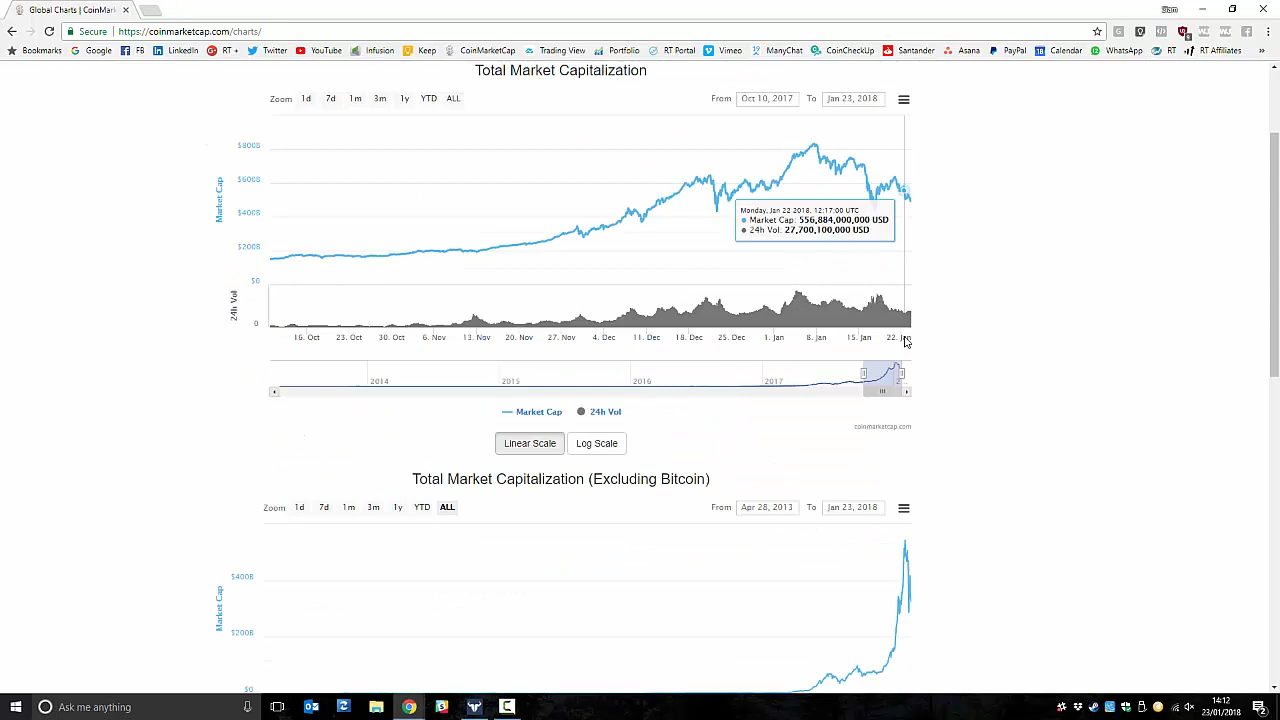 Global Charts | CoinMark
Sam
Secure | https://coinmarketcap.com/charts/
Bookmarks Google FB LinkedIn RT + Twitter YouTube Infusion Keep CoinMarketCap Trading View Portfolio RT Portal Vimeo ManyChat CoinCheckUp Santander Asana PayPal Calendar WhatsApp RT RT Affiliates
Total Market Capitalization
Zoom 1d 7d 1m 3m 1y YTD ALL
From Oct 10, 2017 To Jan 23, 2018
$800B
$600B
$400B
$200B
$0
Market Cap
Monday, Jan 22 2018, 12:17:00 UTC
Market Cap: 556,884,000,000 USD
24h Vol: 27,700,100,000 USD
24h Vol
0
16. Oct 23. Oct 30. Oct 6. Nov 13. Nov 20. Nov 27. Nov 4. Dec 11. Dec 18. Dec 25. Dec 1. Jan 8. Jan 15. Jan 22. Jan
2014 2015 2016 2017
Market Cap 24h Vol
coinmarketcap.com
Linear Scale Log Scale
Total Market Capitalization (Excluding Bitcoin)
Zoom 1d 7d 1m 3m 1y YTD ALL
From Apr 28, 2013 To Jan 23, 2018
$400B
$200B
$0
Market Cap
Ask me anything
14:12
23/01/2018